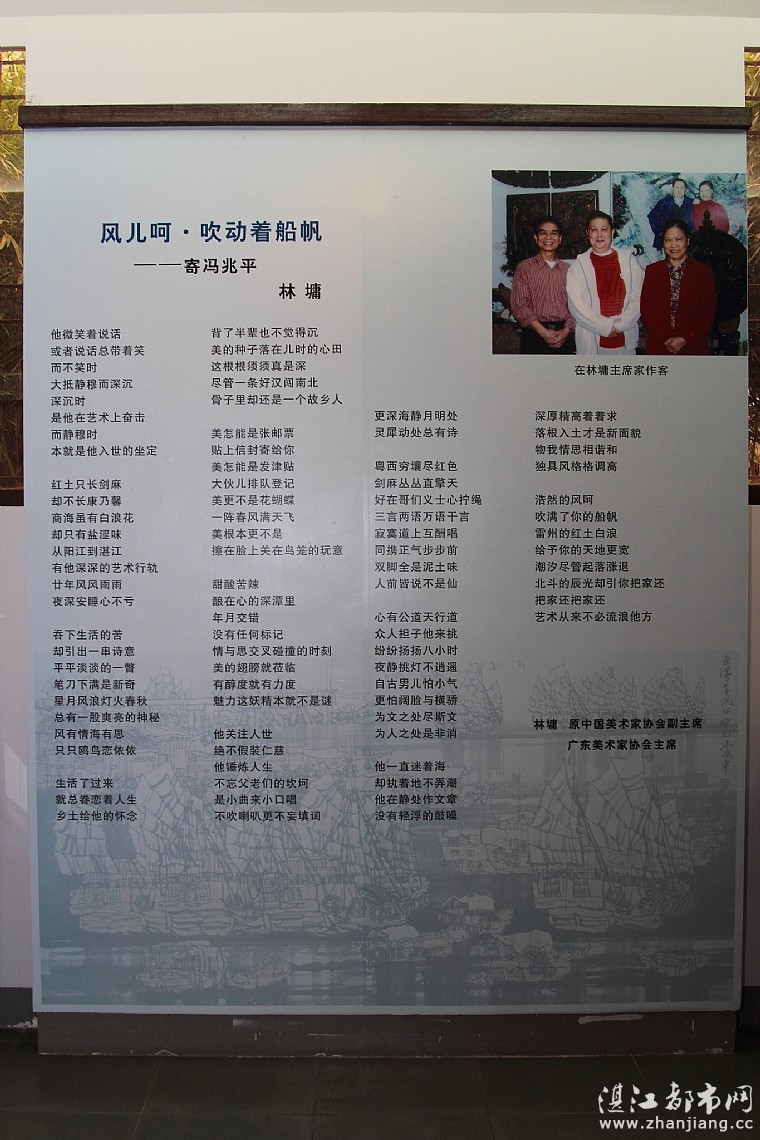 风儿呵·吹动着船帆
———寄冯兆平
林墉
他微笑着说话
或者说话总带着笑
而不笑时
大抵静穆而深沉
深沉时
是他在艺术上奋击
而静穆时
本就是他入世的坐定
红土只长剑麻
却不长康乃馨
商海虽有白浪花
却只有盐涩味
从阳江到湛江
有他深深的艺术行轨
廿年风风雨雨
夜深安睡心不亏
吞下生活的苦
却引出一串诗意
平平淡淡的一瞥
笔刀下满是新奇
星月风浪灯火春秋
总有一股爽亮的神秘
风有情海有思
只只鸥鸟恋依依
生活了过来
就总眷恋着人生
乡土给他的怀念
背了半辈也不觉得沉
美的种子落在儿时的心田
这根根须须真是深
尽管一条好汉闯南北
骨子里却还是一个故乡人
美怎能是张邮票
贴上信封寄给你
美怎能是发津贴
大伙儿排队登记
美更不是花蝴蝶
一阵春风满天飞
美根本更不是
擦在脸上关在鸟笼的玩意
甜酸苦辣
酿在心的深潭里
年月交错
没有任何标记
情与思交叉碰撞的时刻
美的翅膀就莅临
有醇度就有力度
魅力这妖精本就不是谜
他关注人世
绝不假装仁慈
他锤炼人生
不忘父老们的坎坷
是小曲来小口唱
不吹喇叭更不妄填词
在林墉主席家作客
更深海静月明处
灵犀动处总有诗
粤西穷壤尽红色
剑麻丛丛直擎天
好在哥们义士心拧绳
三言两语万语千言
寂寞道上互酬唱
同携正气步步前
双脚全是泥土味
人前皆说不是仙
心有公道天行道
众人担子他来挑
纷纷扬扬八小时
夜静挑灯不逍遥
自古男儿怕小气
更怕阔脸与横骄
为文之处尽斯文
为人之处是非消
他一直迷着海
却执着地不弄潮
他在静处作文章
没有轻浮的鼓噪
深厚精高着着求
落根入土才是新面貌
物我情思相谐和
独具风格格调高
浩然的风呵
吹满了你的船帆
雷州的红土白浪
给予你的天地更宽
潮汐尽管起落涨退
北斗的辰光却引你把家还
把家还把家还
艺术从来不必流浪他方
林墉 原中国美术家协会副主席
广东美术家协会主席
湛江都市网
www.zhanjiang.cc